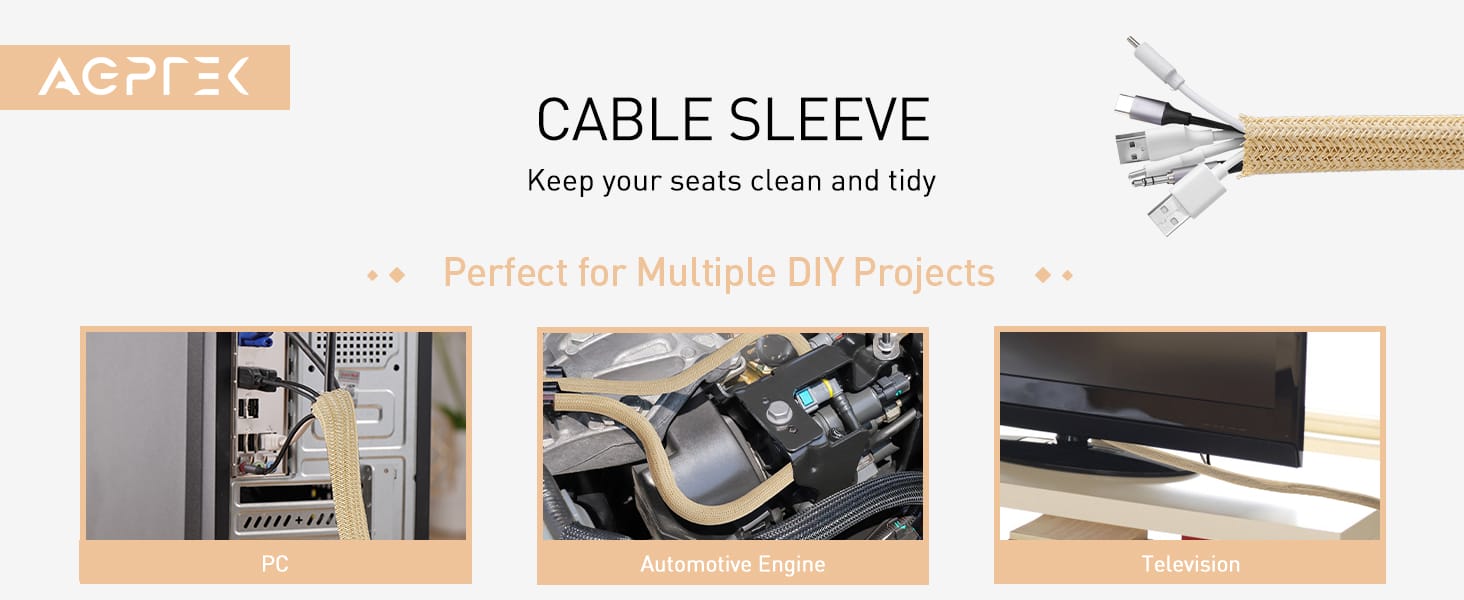 AGPTEK
CABLE SLEEVE
Keep your seats clean and tidy
Perfect for Multiple DIY Projects
PC
Automotive Engine
Television